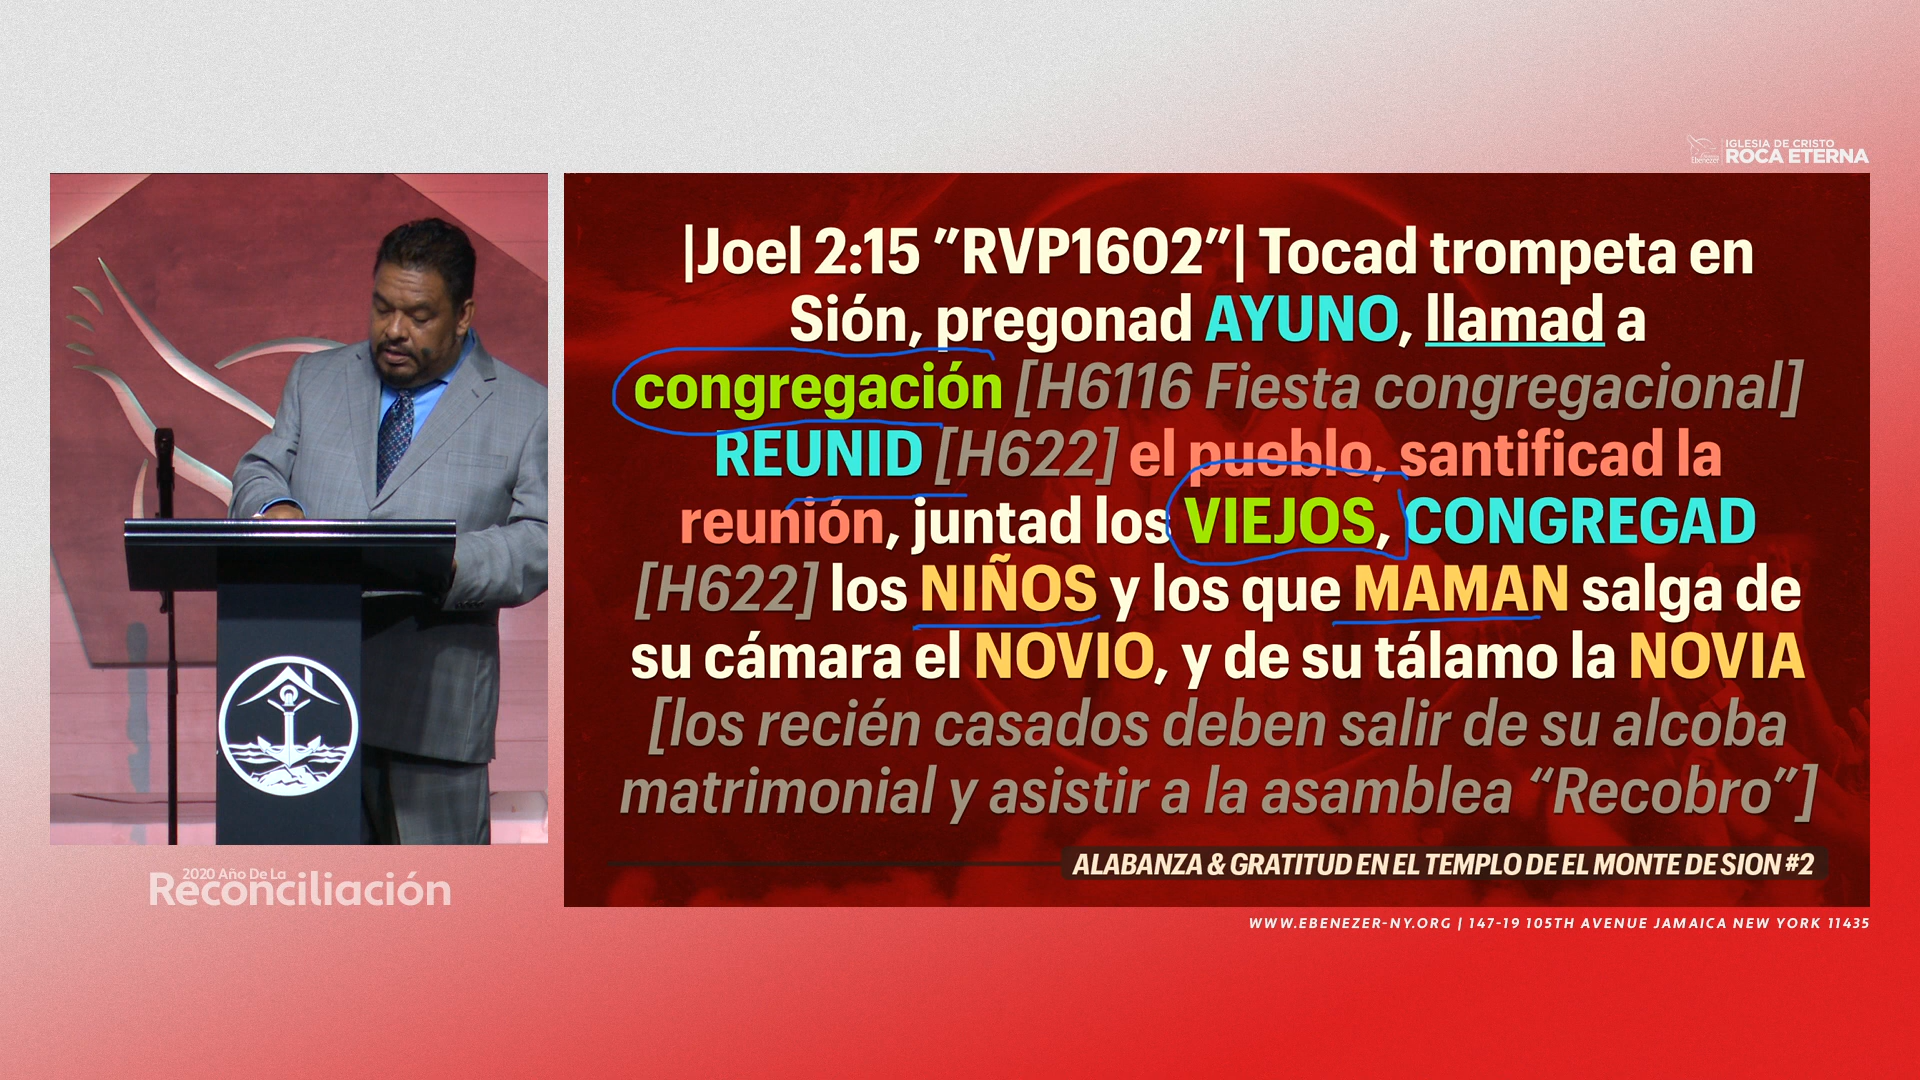 IGLESIA DE CRISTO
ROCA ETERNA
Ebenezer
|Joel 2:15 ”RVP1602”| Tocad trompeta en
Sión, pregonad AYUNO, llamad a
congregación [H6116 Fiesta congregacional]
REUNID [H622] el pueblo, santificad la
reunión, juntad los VIEJOS, CONGREGAD
[H622] los NIÑOS y los que MAMAN salga de
su cámara el NOVIO, y de su tálamo la NOVIA
[los recién casados deben salir de su alcoba
matrimonial y asistir a la asamblea “Recobro”]
ALABANZA & GRATITUD EN EL TEMPLO DE EL MONTE DE SION #2
2020 Año De La
Reconciliación
WWW.EBENEZER-NY.ORG | 147-19 105TH AVENUE JAMAICA NEW YORK 11435